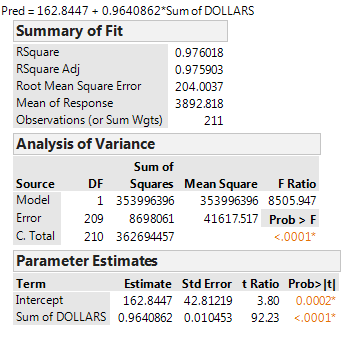 Pred = 162.8447 + 0.9640862*Sum of DOLLARS
Summary of Fit
RSquare 0.976018
RSquare Adj 0.975903
Root Mean Square Error 204.0037
Mean of Response 3892.818
Observations (or Sum Wgts) 211
Analysis of Variance
Sum of
Source DF Squares Mean Square F Ratio
Model 1 353996396 353996396 8505.947
Error 209 8698061 41617.517 Prob > F
C. Total 210 362694457 <.0001*
Parameter Estimates
Term Estimate Std Error t Ratio Prob>|t|
Intercept 162.8447 42.81219 3.80 0.0002*
Sum of DOLLARS 0.9640862 0.010453 92.23 <.0001*